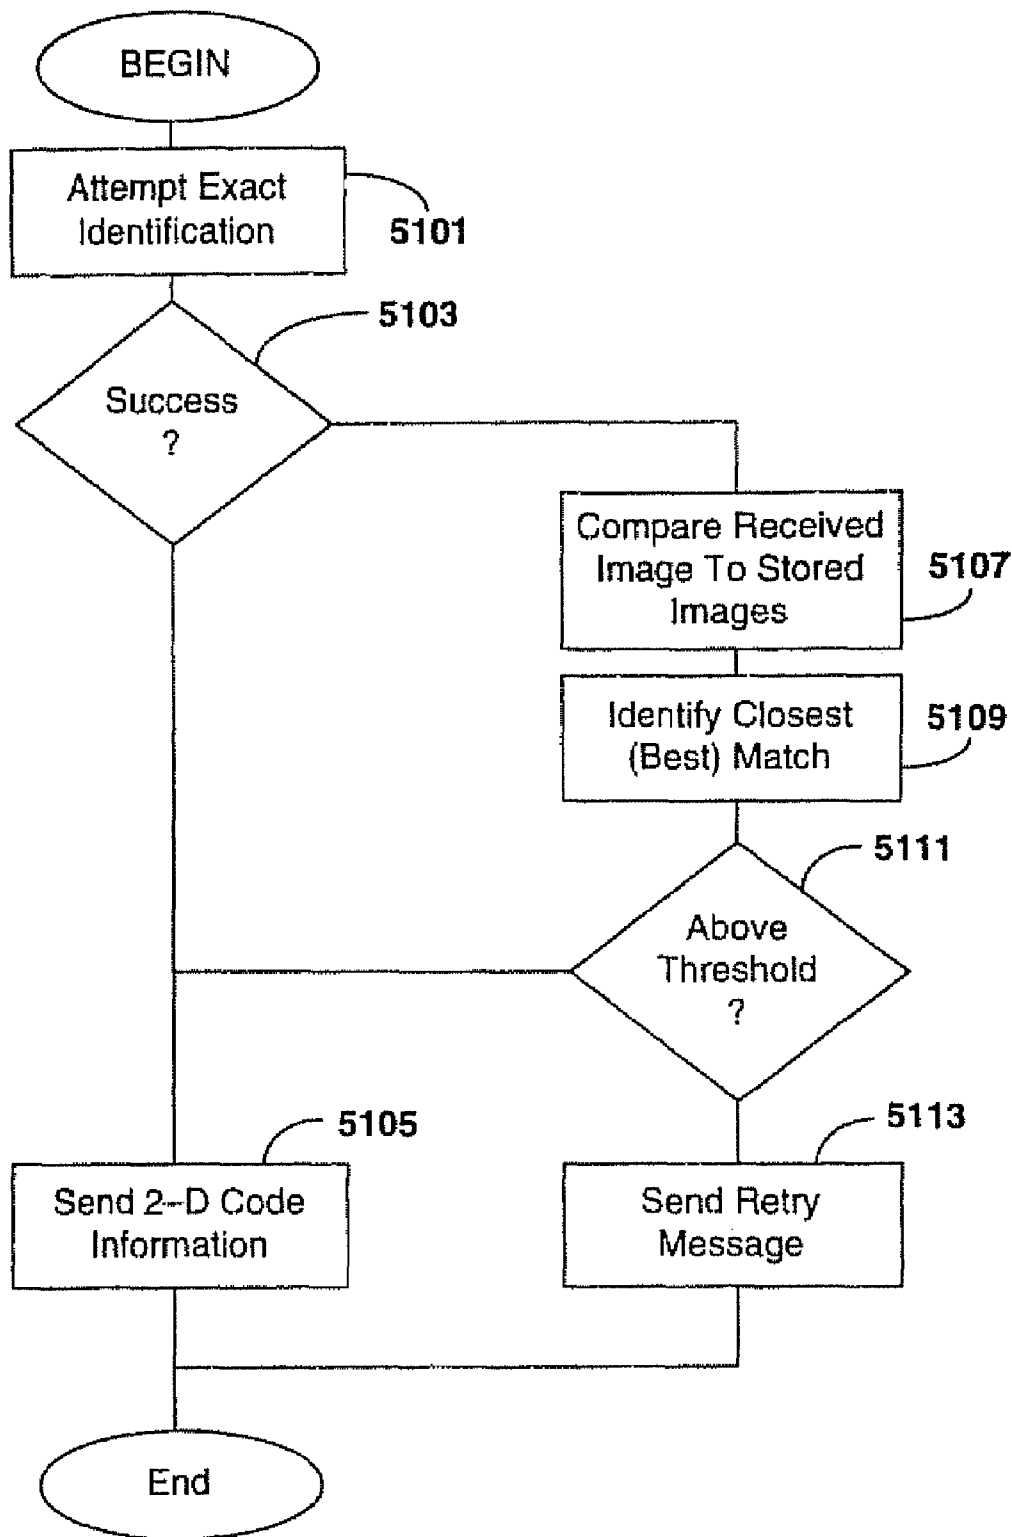 BEGIN
Attempt Exact
Identification
5101
5103
Success
?
Compare Received
Image To Stored
Images
5107
Identify Closest
(Best) Match
5109
5111
Above
Threshold
?
5105
Send 2-D Code
Information
5113
Send Retry
Message
End